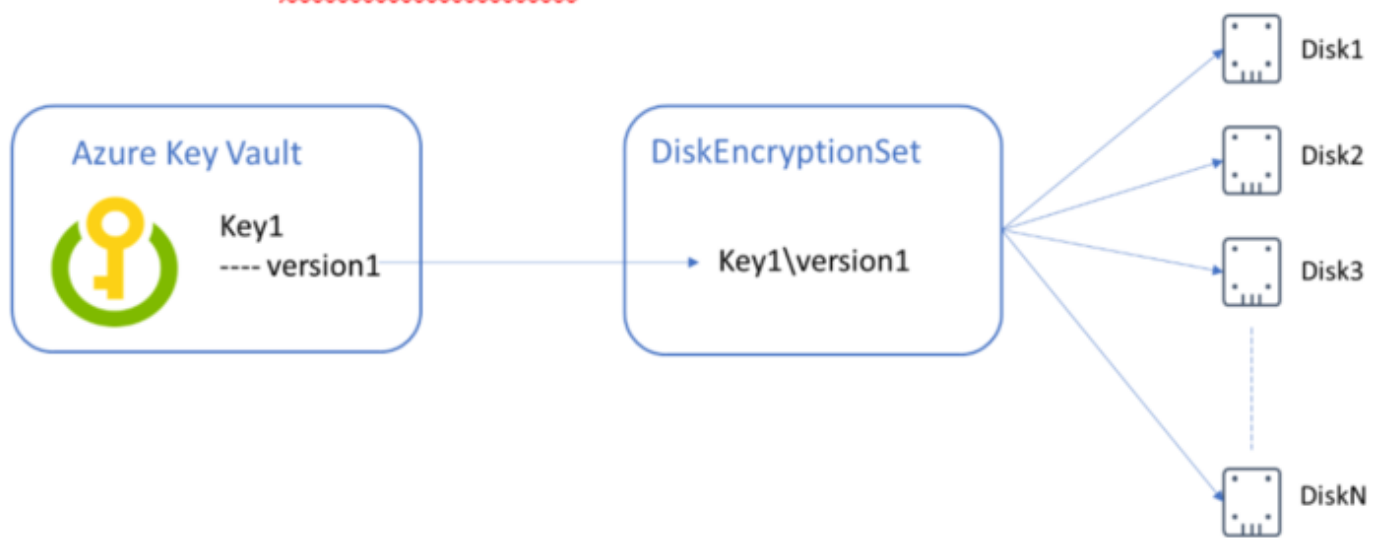 Azure Key Vault
Key1
---- version1
DiskEncryptionSet
Key1\version1
Disk1
Disk2
Disk3
DiskN